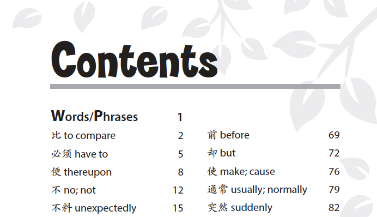 Contents
Words/Phrases 1
比 to compare 2
必須 have to 5
便 thereupon 8
不 no; not 12
不料 unexpectedly 15
前 before 69
却 but 72
使 make; cause 76
通常 usually; normally 79
突然 suddenly 82